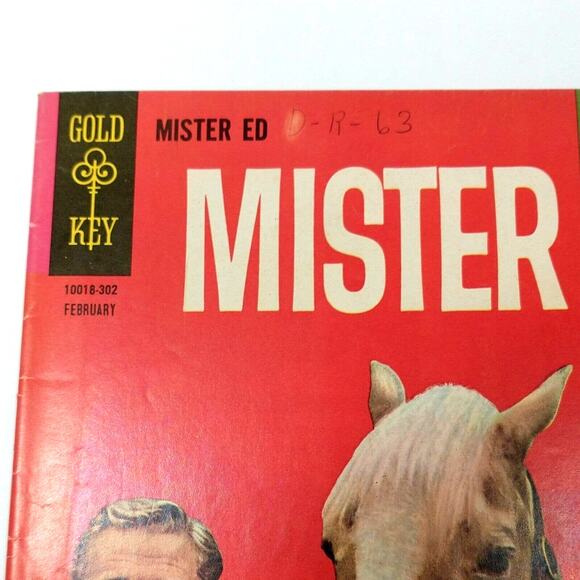 GOLD
KEY
MISTER ED D-R-63
MISTER
10018-302
FEBRUARY